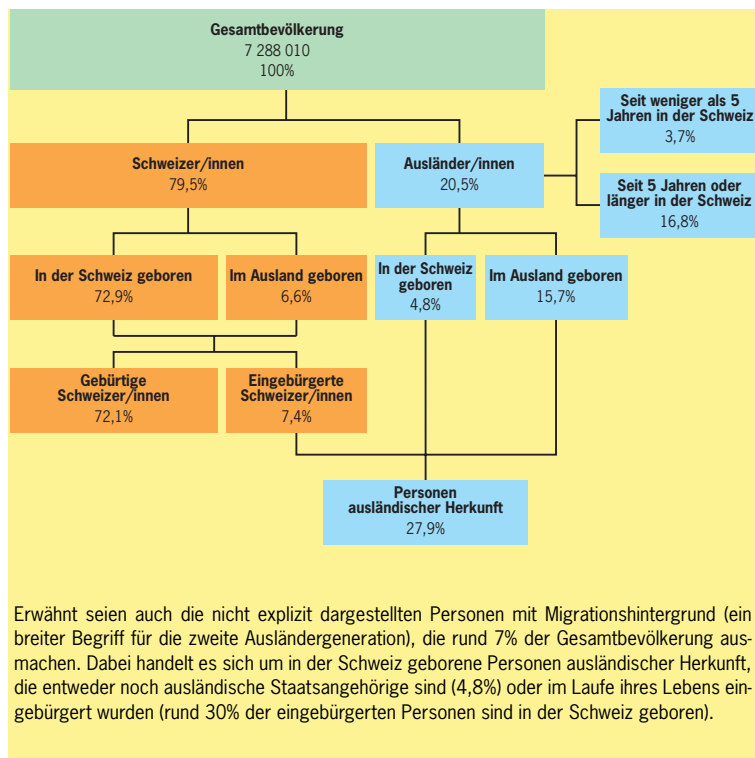 Gesamtbevölkerung
7 288 010
100%
Seit weniger als 5
Jahren in der Schweiz
3,7%
Schweizer/innen
79,5%
Ausländer/innen
20,5%
Seit 5 Jahren oder
länger in der Schweiz
16,8%
In der Schweiz geboren
72,9%
Im Ausland geboren
6,6%
In der Schweiz
geboren
4,8%
Im Ausland geboren
15,7%
Gebürtige
Schweizer/innen
72,1%
Eingebürgerte
Schweizer/innen
7,4%
Personen
ausländischer Herkunft
27,9%
Erwähnt seien auch die nicht explizit dargestellten Personen mit Migrationshintergrund (ein
breiter Begriff für die zweite Ausländergeneration), die rund 7% der Gesamtbevölkerung aus-
machen. Dabei handelt es sich um in der Schweiz geborene Personen ausländischer Herkunft,
die entweder noch ausländische Staatsangehörige sind (4,8%) oder im Laufe ihres Lebens ein-
gebürgert wurden (rund 30% der eingebürgerten Personen sind in der Schweiz geboren).